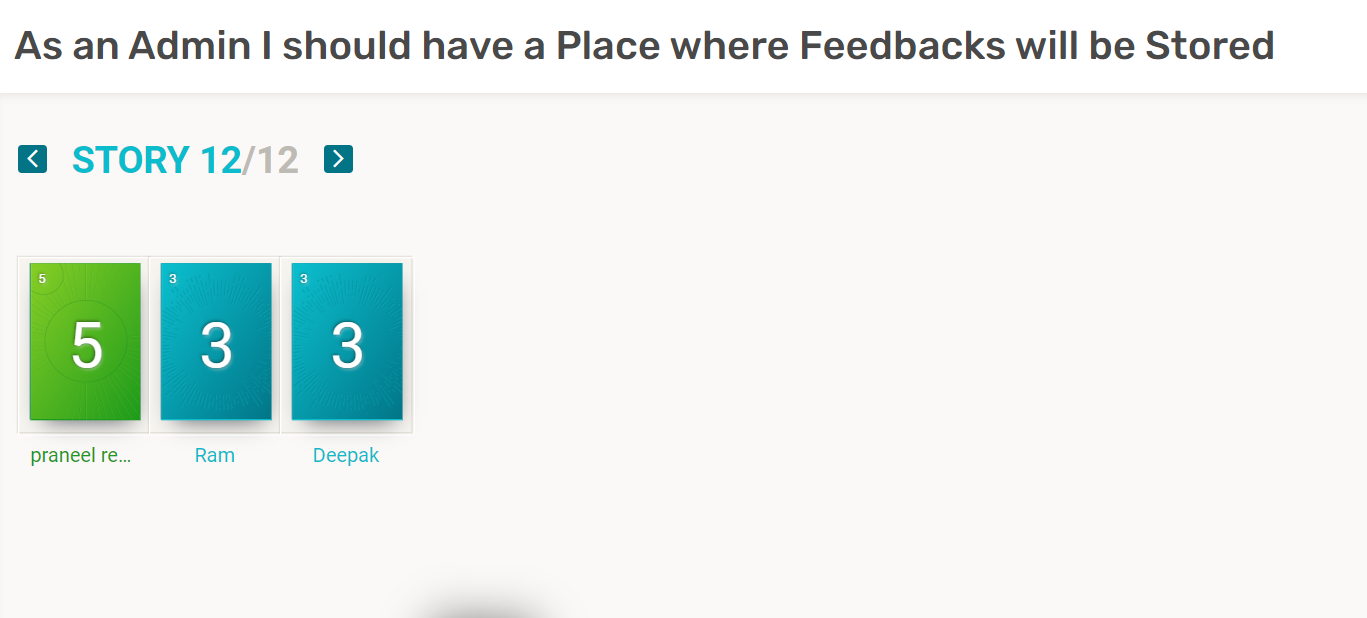 As an Admin I should have a Place where Feedbacks will be Stored
STORY 12/12
5 3 3
5 3 3
praneel re... Ram Deepak